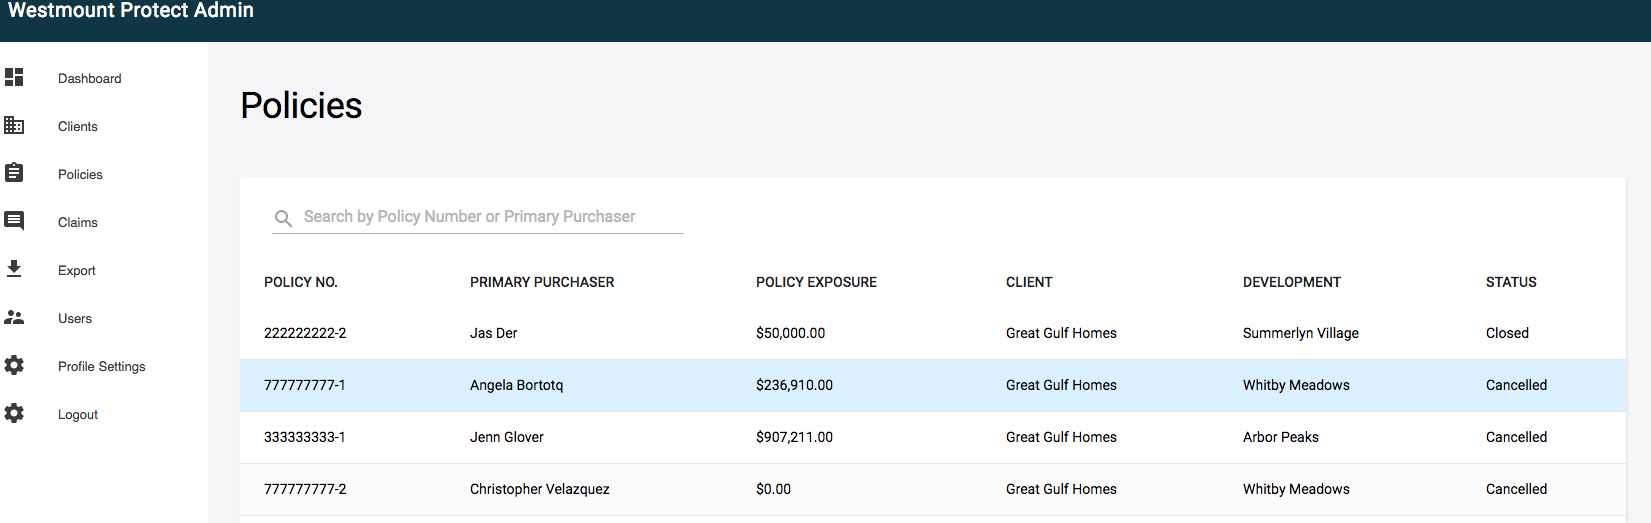 Westmount Protect Admin
Dashboard
Clients
Policies
Claims
Export
Users
Profile Settings
Logout
Policies
Search by Policy Number or Primary Purchaser
POLICY NO. PRIMARY PURCHASER POLICY EXPOSURE CLIENT DEVELOPMENT STATUS
222222222-2 Jas Der $50,000.00 Great Gulf Homes Summerlyn Village Closed
777777777-1 Angela Bortotq $236,910.00 Great Gulf Homes Whitby Meadows Cancelled
333333333-1 Jenn Glover $907,211.00 Great Gulf Homes Arbor Peaks Cancelled
777777777-2 Christopher Velazquez $0.00 Great Gulf Homes Whitby Meadows Cancelled